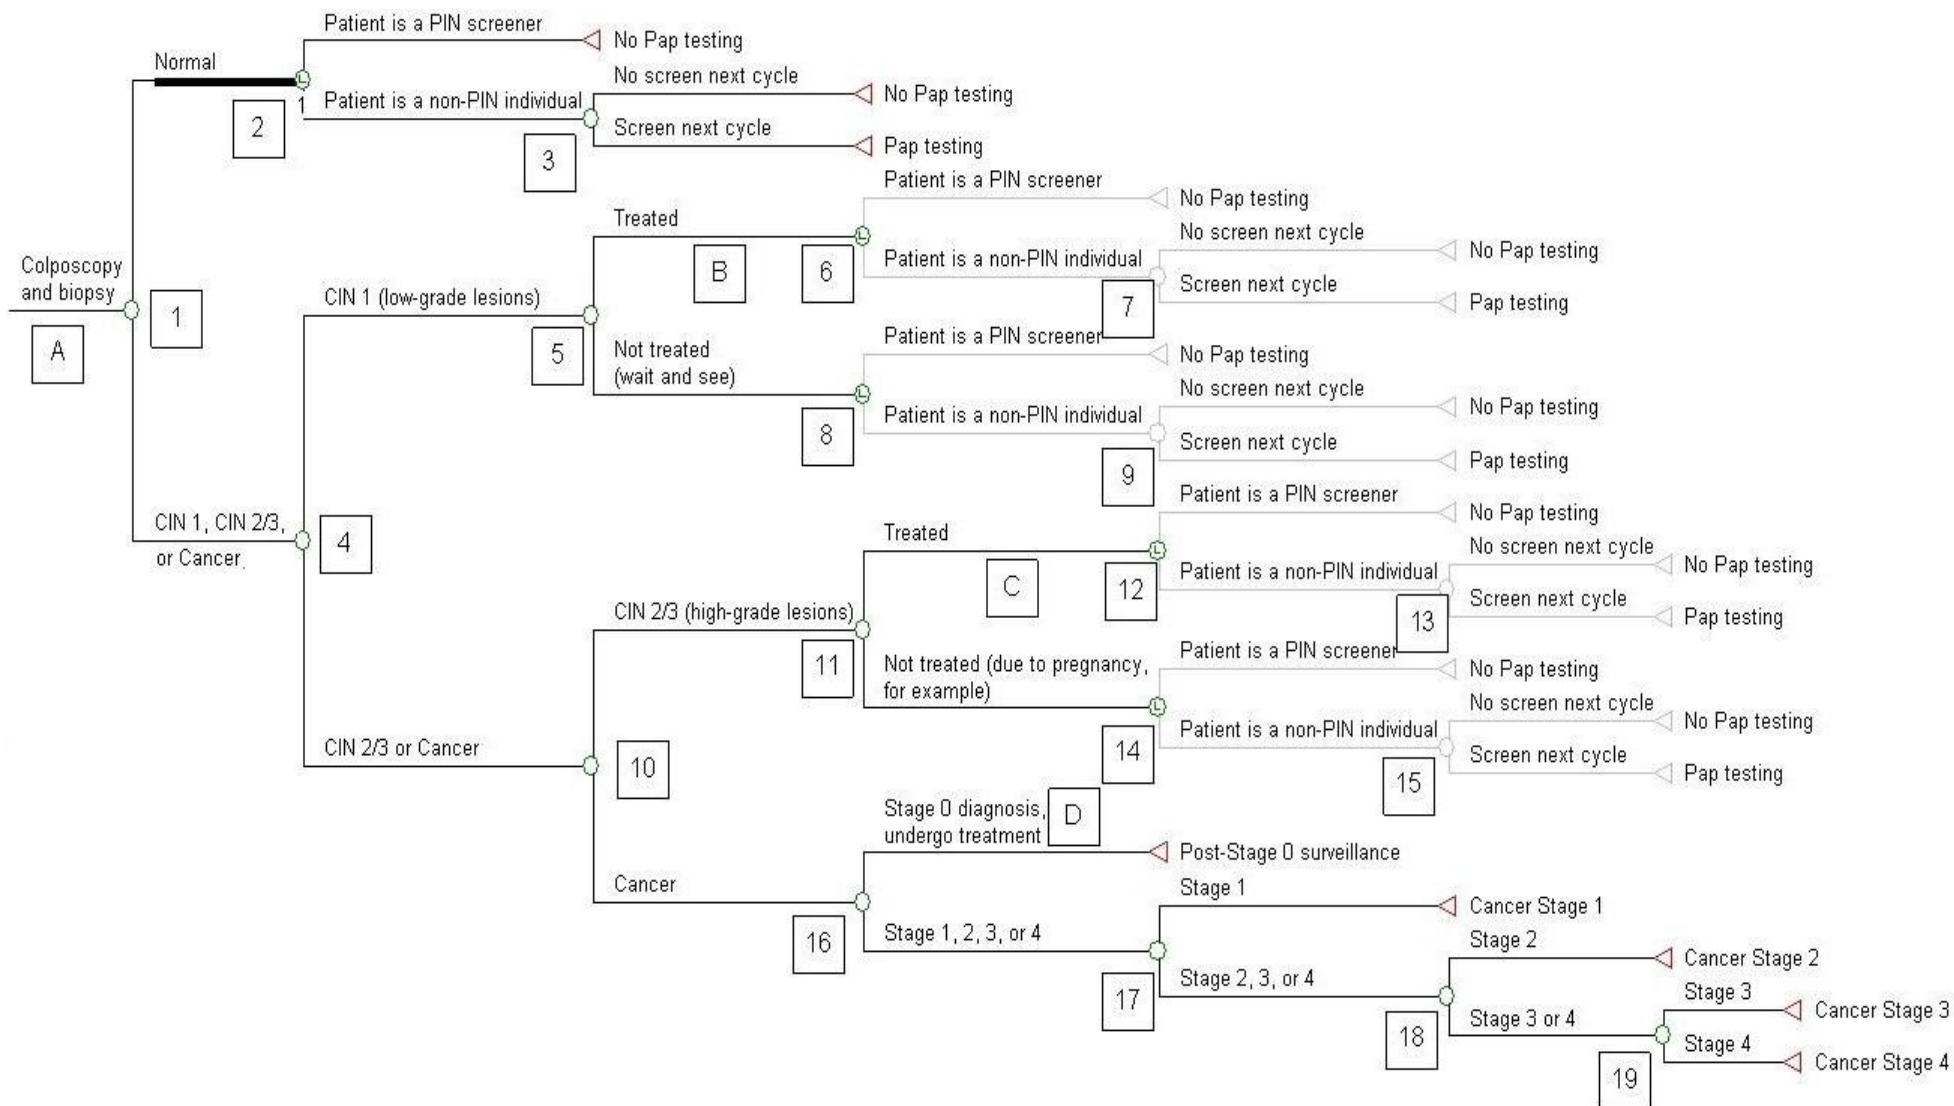 Patient is a PIN screener
No Pap testing
Normal
No screen next cycle
No Pap testing
1
Patient is a non-PIN individual
2
Screen next cycle
3
Pap testing
Patient is a PIN screener
No Pap testing
Treated
No screen next cycle
No Pap testing
B
6
Patient is a non-PIN individual
Colposcopy
and biopsy
Screen next cycle
CIN 1 (low-grade lesions)
7
Pap testing
1
A
5
Patient is a PIN screener
Not treated
(wait and see)
No Pap testing
No screen next cycle
No Pap testing
8
Patient is a non-PIN individual
Screen next cycle
Pap testing
9
Patient is a PIN screener
No Pap testing
CIN 1, CIN 2/3,
or Cancer
4
Treated
No screen next cycle
No Pap testing
C
12
Patient is a non-PIN individual
Screen next cycle
13
Pap testing
CIN 2/3 (high-grade lesions)
11
Patient is a PIN screener
Not treated (due to pregnancy,
for example)
No Pap testing
No screen next cycle
No Pap testing
14
Patient is a non-PIN individual
CIN 2/3 or Cancer
10
Screen next cycle
15
Pap testing
Stage 0 diagnosis,
undergo treatment
D
Post-Stage 0 surveillance
Cancer
Stage 1
Cancer Stage 1
16
Stage 1, 2, 3, or 4
Stage 2
Cancer Stage 2
17
Stage 2, 3, or 4
Stage 3
Cancer Stage 3
18
Stage 3 or 4
Stage 4
Cancer Stage 4
19